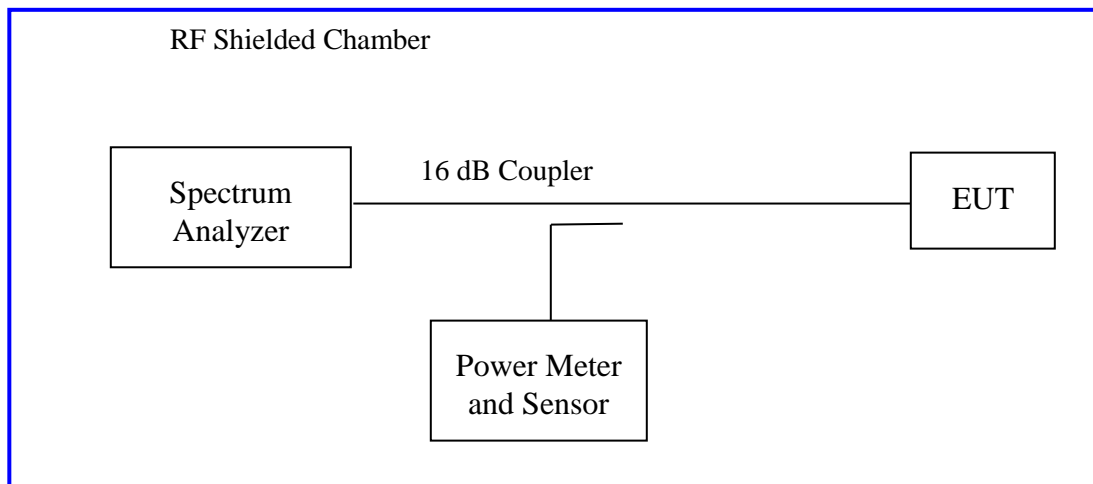 RF Shielded Chamber
16 dB Coupler
Spectrum
Analyzer
EUT
Power Meter
and Sensor